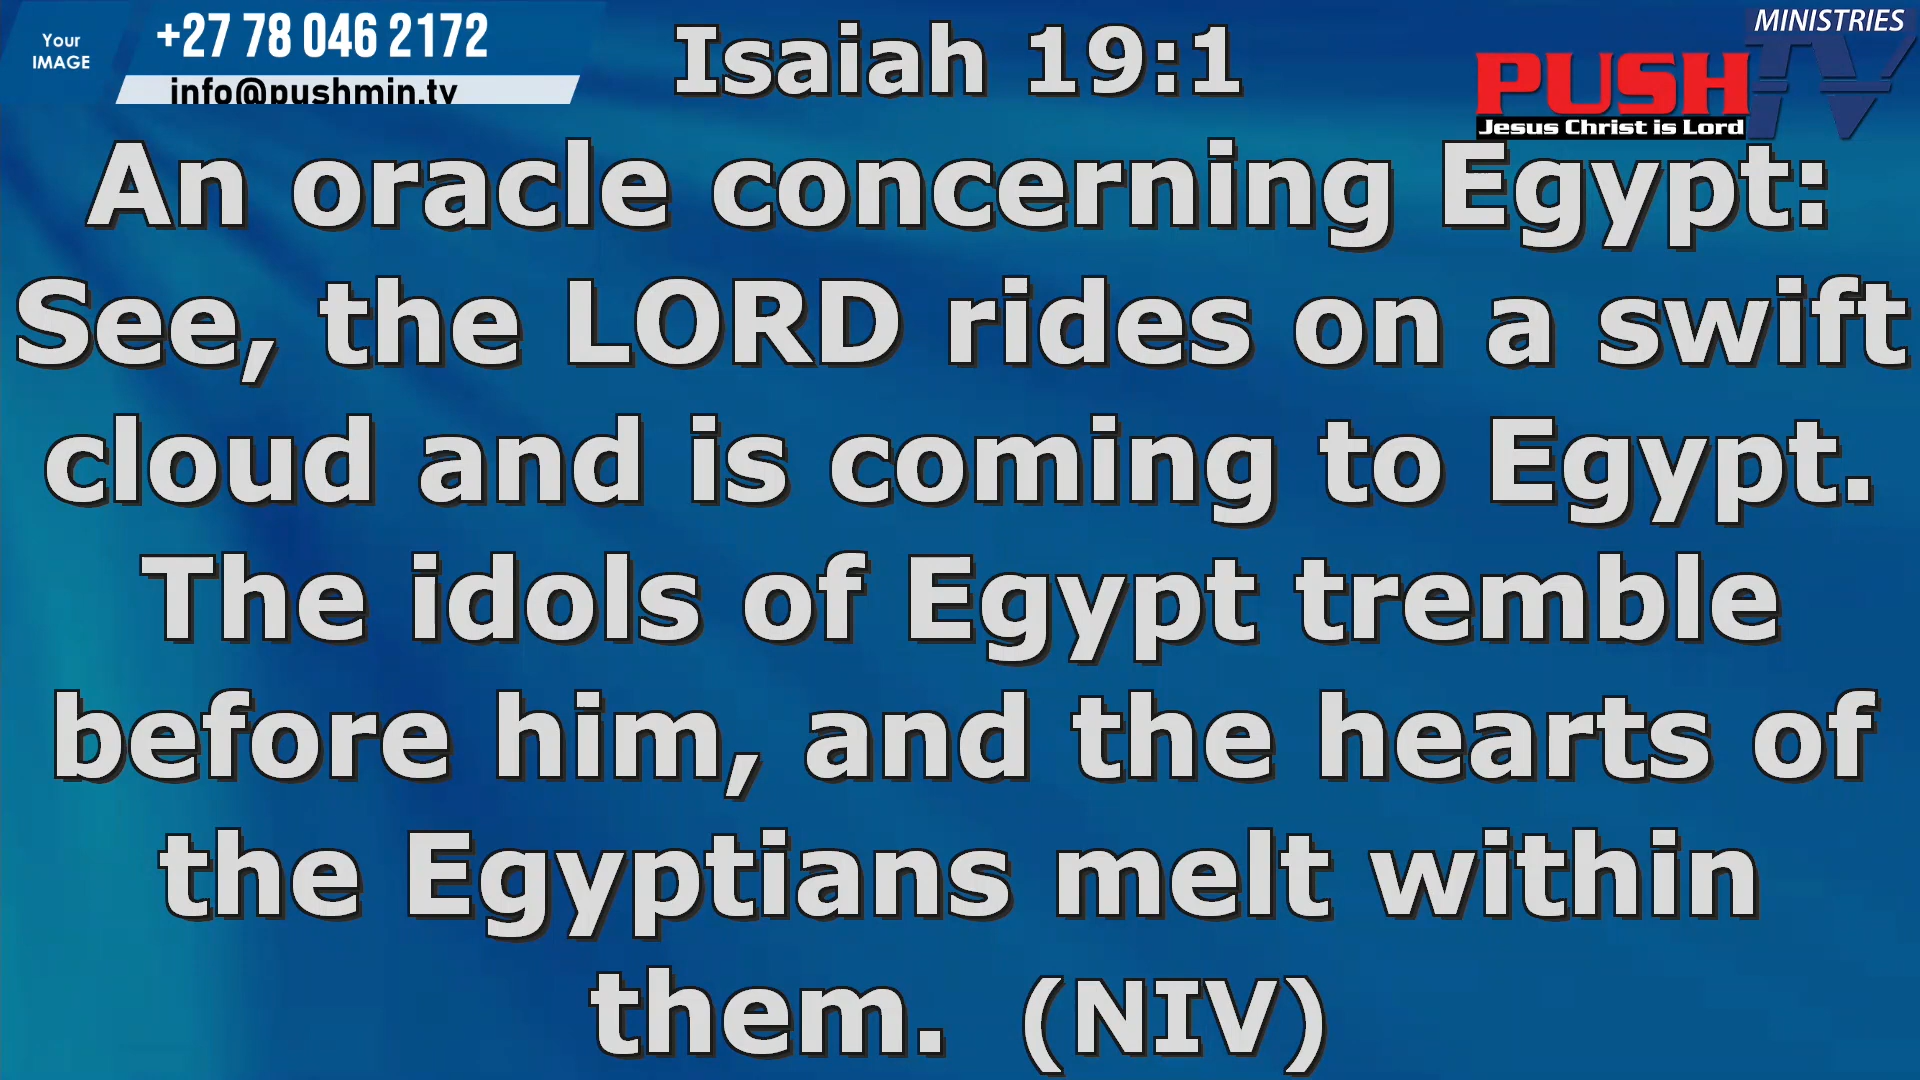 Your
IMAGE
+27 78 046 2172
info@pushmin.tv
Isaiah 19:1
MINISTRIES
TV
PUSH
Jesus Christ is Lord
An oracle concerning Egypt:
See, the LORD rides on a swift
cloud and is coming to Egypt.
The idols of Egypt tremble
before him, and the hearts of
the Egyptians melt within
them. (NIV)